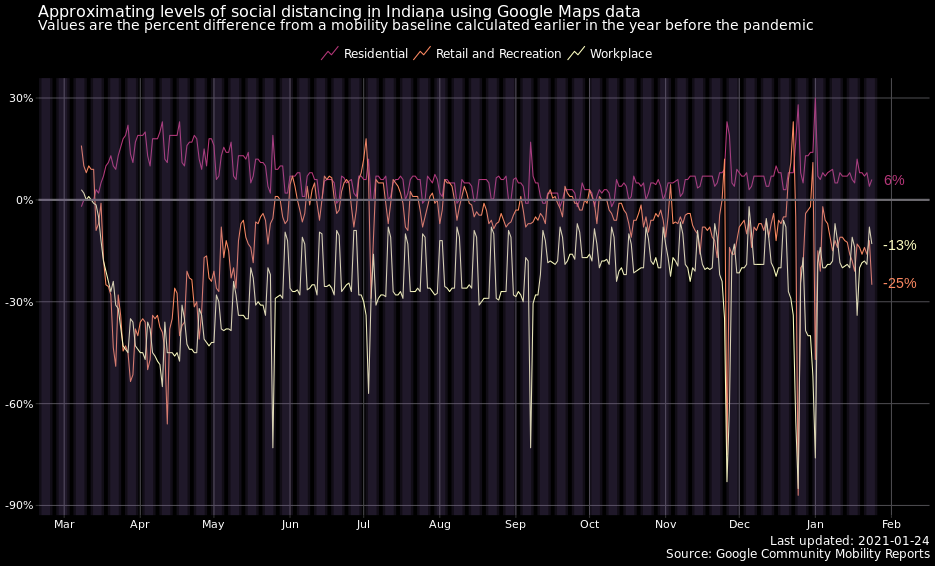 Approximating levels of social distancing in Indiana using Google Maps data
Values are the percent difference from a mobility baseline calculated earlier in the year before the pandemic
Residential Retail and Recreation Workplace
30%
0%
-30%
-60%
-90%
6%
-13%
-25%
Mar Apr May Jun Jul Aug Sep Oct Nov Dec Jan Feb
Last updated: 2021-01-24
Source: Google Community Mobility Reports